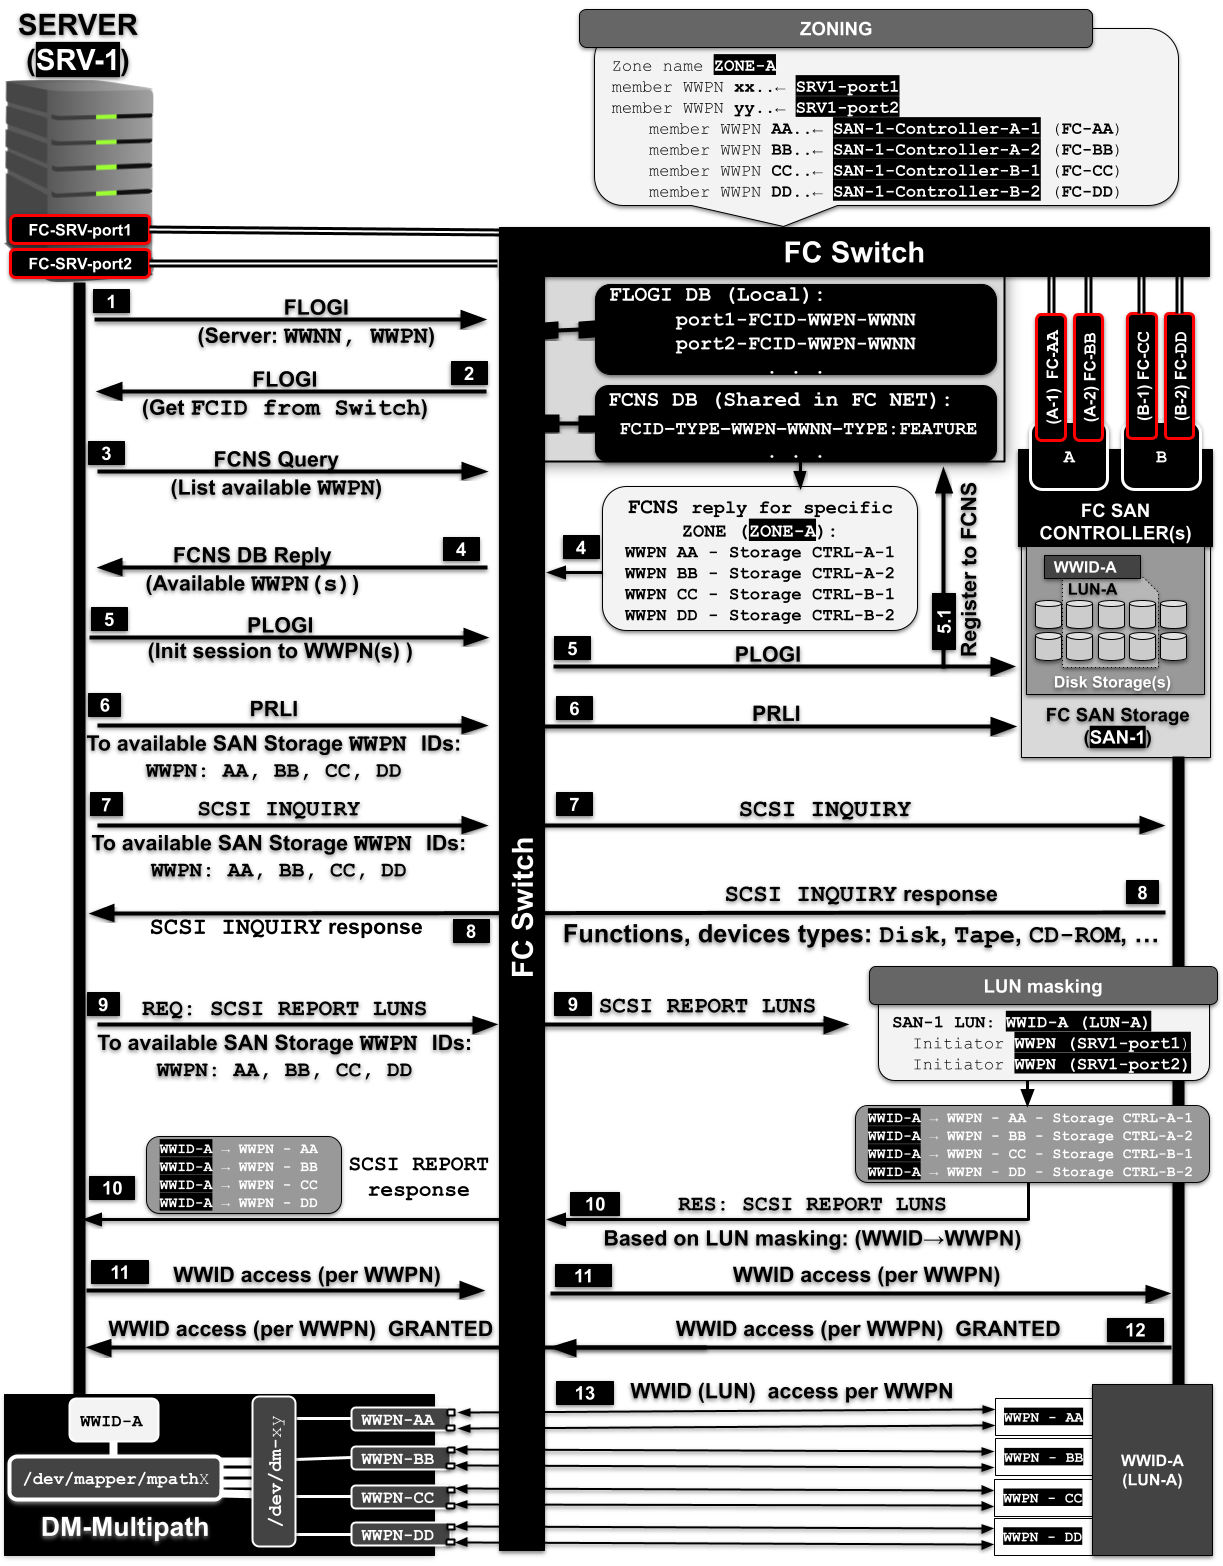 SERVER
(SRV-1)
ZONING
Zone name ZONE-A
member WWPN xx..← SRV1-port1
member WWPN yy..← SRV1-port2
member WWPN AA..← SAN-1-Controller-A-1 (FC-AA)
member WWPN BB..← SAN-1-Controller-A-2 (FC-BB)
member WWPN CC..← SAN-1-Controller-B-1 (FC-CC)
member WWPN DD..← SAN-1-Controller-B-2 (FC-DD)
FC-SRV-port1
FC-SRV-port2
FC Switch
1
FLOGI
(Server: WWNN, WWPN)
2
FLOGI
(Get FCID from Switch)
3
FCNS Query
(List available WWPN)
4
FCNS DB Reply
(Available WWPN(s))
5
PLOGI
(Init session to WWPN(s) )
6
PRLI
To available SAN Storage WWPN IDs:
WWPN: AA, BB, CC, DD
7
SCSI INQUIRY
To available SAN Storage WWPN IDs:
WWPN: AA, BB, CC, DD
SCSI INQUIRY response
8
9
REQ: SCSI REPORT LUNS
To available SAN Storage WWPN IDs:
WWPN: AA, BB, CC, DD
WWID-A → WWPN - AA
WWID-A → WWPN - BB
WWID-A → WWPN - CC
WWID-A → WWPN - DD
SCSI REPORT
response
10
11
WWID access (per WWPN)
WWID access (per WWPN) GRANTED
FC Switch
FLOGI DB (Local):
port1-FCID-WWPN-WWNN
port2-FCID-WWPN-WWNN
. . .
FCNS DB (Shared in FC NET):
FCID-TYPE-WWPN-WWNN-TYPE:FEATURE
. . .
FCNS reply for specific
ZONE (ZONE-A):
WWPN AA - Storage CTRL-A-1
WWPN BB - Storage CTRL-A-2
WWPN CC - Storage CTRL-B-1
WWPN DD - Storage CTRL-B-2
4
5.1
Register to FCNS
(A-1) FC-AA
(A-2) FC-BB
(B-1) FC-CC
(B-2) FC-DD
A
B
FC SAN
CONTROLLER(s)
WWID-A
LUN-A
Disk Storage(s)
FC SAN Storage
(SAN-1)
5
PLOGI
6
PRLI
7
SCSI INQUIRY
SCSI INQUIRY response
8
Functions, devices types: Disk, Tape, CD-ROM, ...
9
SCSI REPORT LUNS
LUN masking
SAN-1 LUN: WWID-A (LUN-A)
Initiator WWPN (SRV1-port1)
Initiator WWPN (SRV1-port2)
WWID-A → WWPN - AA - Storage CTRL-A-1
WWID-A → WWPN - BB - Storage CTRL-A-2
WWID-A → WWPN - CC - Storage CTRL-B-1
WWID-A → WWPN - DD - Storage CTRL-B-2
10
RES: SCSI REPORT LUNS
Based on LUN masking: (WWID→WWPN)
11
WWID access (per WWPN)
WWID access (per WWPN) GRANTED
12
13
WWID (LUN) access per WWPN
WWID-A
/dev/mapper/mpathX
DM-Multipath
/dev/dm-xy
WWPN-AA
WWPN-BB
WWPN-CC
WWPN-DD
WWPN - AA
WWPN - BB
WWPN - CC
WWPN - DD
WWID-A
(LUN-A)